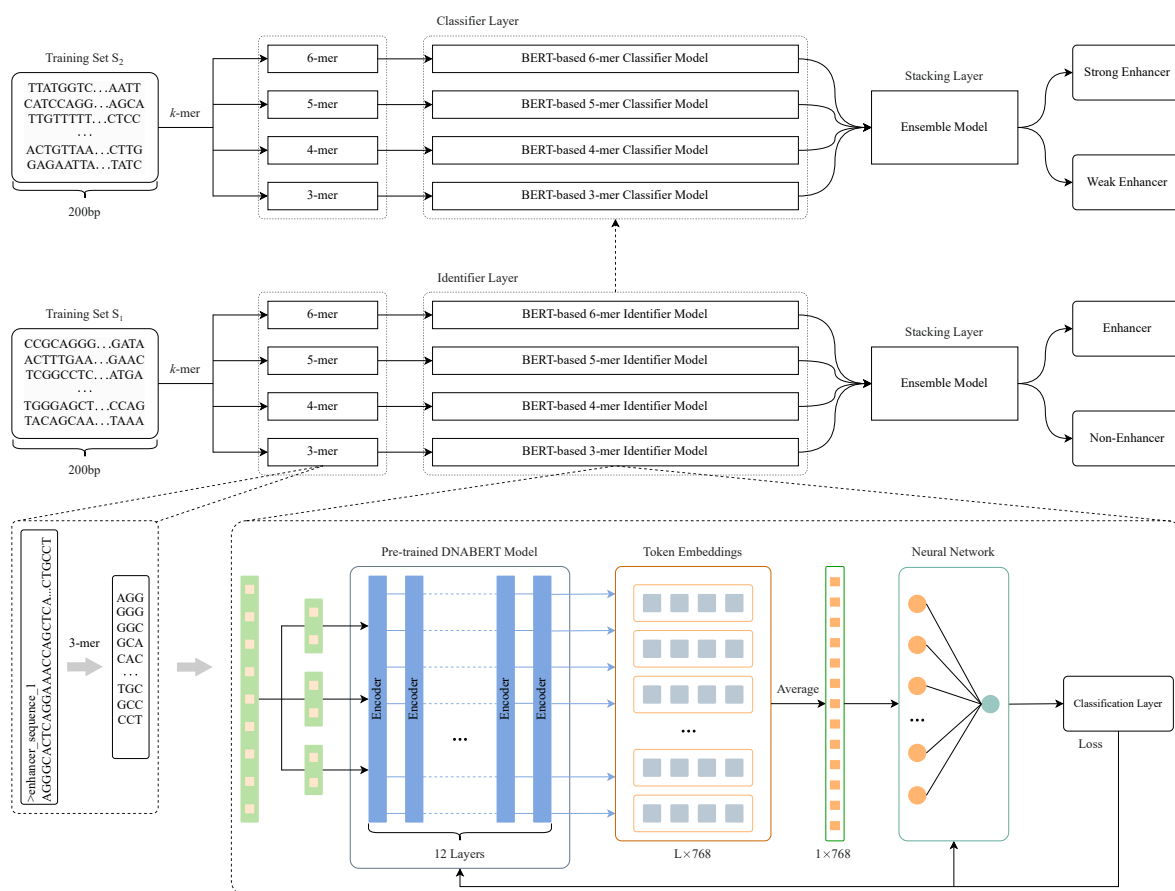 Classifier Layer
Training Set S₂
TTATGGTC…AATT
CATCCAGG…AGCA
TTGTTTTT…CTCC
…
ACTGTTAA…CTTG
GAGAATTA…TATC
200bp
k-mer
6-mer
5-mer
4-mer
3-mer
BERT-based 6-mer Classifier Model
BERT-based 5-mer Classifier Model
BERT-based 4-mer Classifier Model
BERT-based 3-mer Classifier Model
Stacking Layer
Ensemble Model
Strong Enhancer
Weak Enhancer
Identifier Layer
Training Set S₁
CCGCAGGG…GATA
ACTTTGAA…GAAC
TCGGCCTC…ATGA
…
TGGGAGCT…CCAG
TACAGCAA…TAAA
200bp
k-mer
6-mer
5-mer
4-mer
3-mer
BERT-based 6-mer Identifier Model
BERT-based 5-mer Identifier Model
BERT-based 4-mer Identifier Model
BERT-based 3-mer Identifier Model
Stacking Layer
Ensemble Model
Enhancer
Non-Enhancer
>enhancer_sequence_1
AGGGCACTCAGGAAACCAGCTCA...CTGCCT
3-mer
AGG
GGG
GGC
GCA
CAC
…
TGC
GCC
CCT
Pre-trained DNABERT Model
Encoder
Encoder
...
Encoder
Encoder
12 Layers
Token Embeddings
...
L×768
Average
1×768
Neural Network
...
Classification Layer
Loss